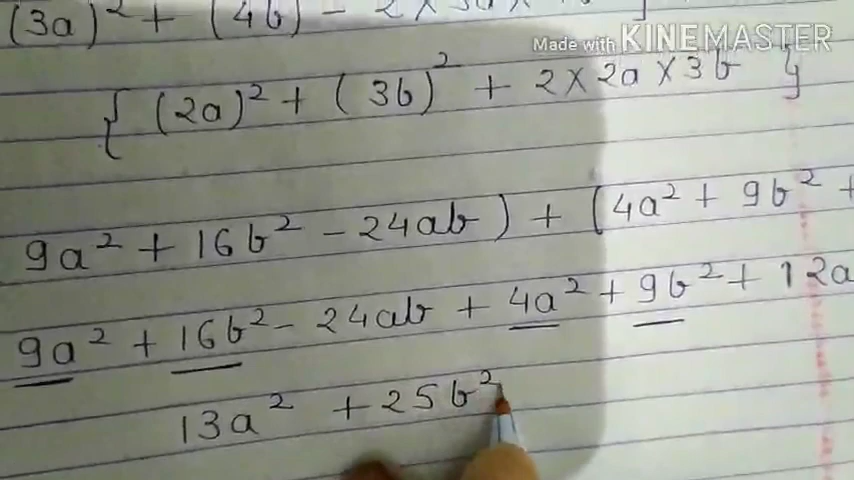 (3a)² + (4b) - 2×3a×
Made with KINEMASTER
{ (2a)² + (3b)² + 2×2a×3b }
9a² + 16b² - 24ab) + (4a² + 9b² +
9a² + 16b² - 24ab + 4a² + 9b² + 12a
13a² + 25b²